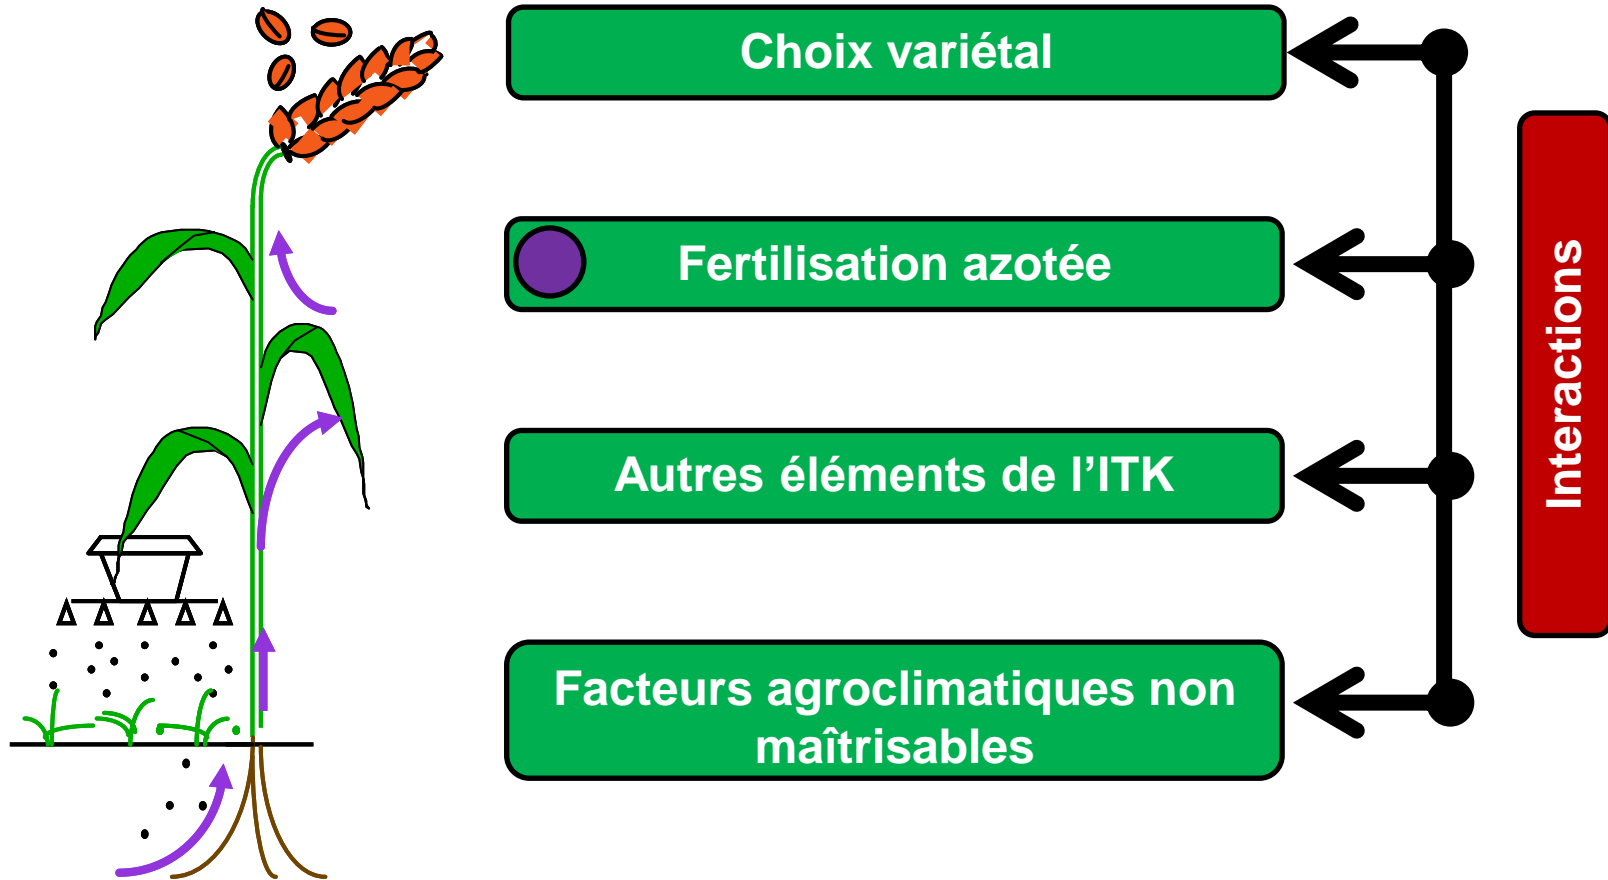 Choix variétal
Fertilisation azotée
Autres éléments de l’ITK
Facteurs agroclimatiques non
maîtrisables
Interactions